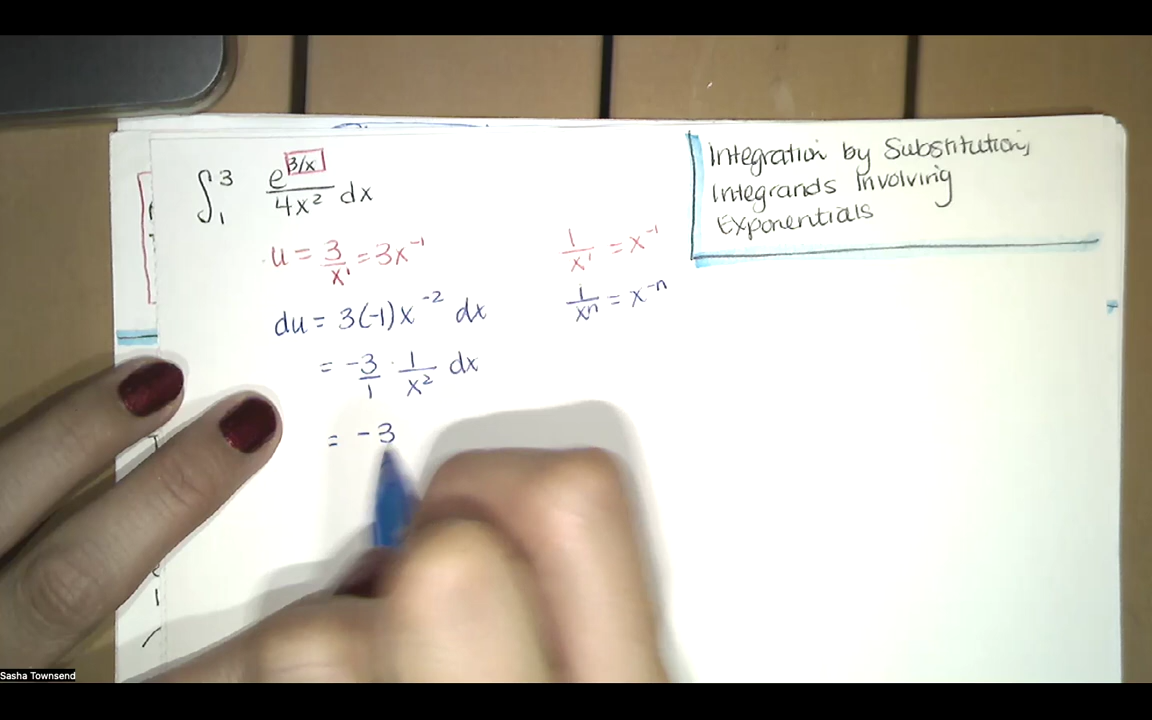 ∫₁³ e^(3/x) / 4x² dx
Integration by Substitution,
Integrands Involving
Exponentials
u = 3/x¹ = 3x⁻¹
1/x¹ = x⁻¹
du = 3(-1)x⁻² dx
1/xⁿ = x⁻ⁿ
= -3/1 · 1/x² dx
= -3
Sasha Townsend